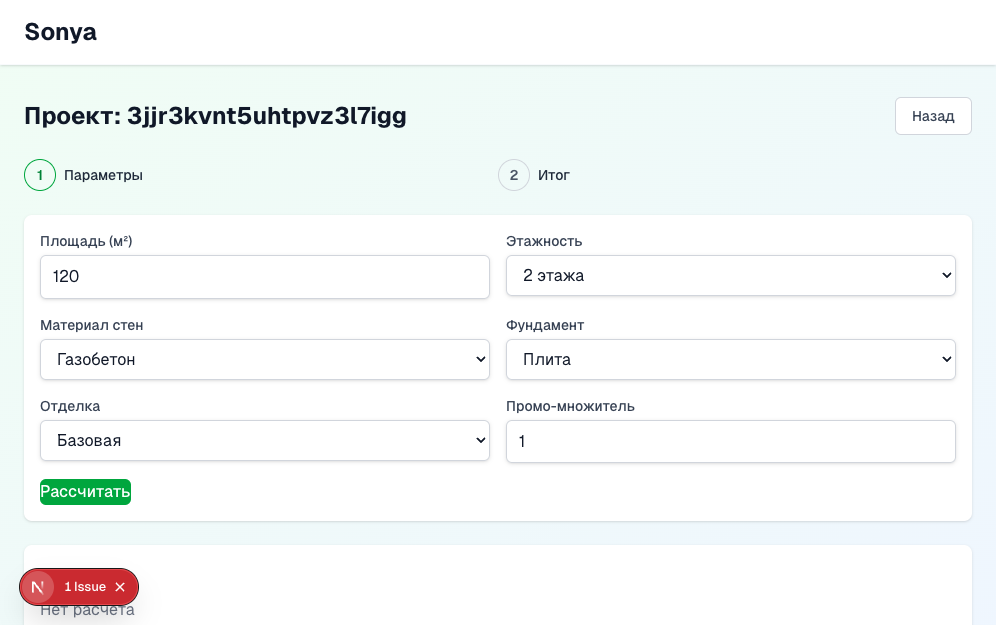 Sonya
Проект: 3jjr3kvnt5uhtpvz3l7igg
Назад
1 Параметры
2 Итог
Площадь (м²)
Этажность
120
2 этажа
Материал стен
Фундамент
Газобетон
Плита
Отделка
Промо-множитель
Базовая
1
Рассчитать
N 1 Issue
Нет расчета